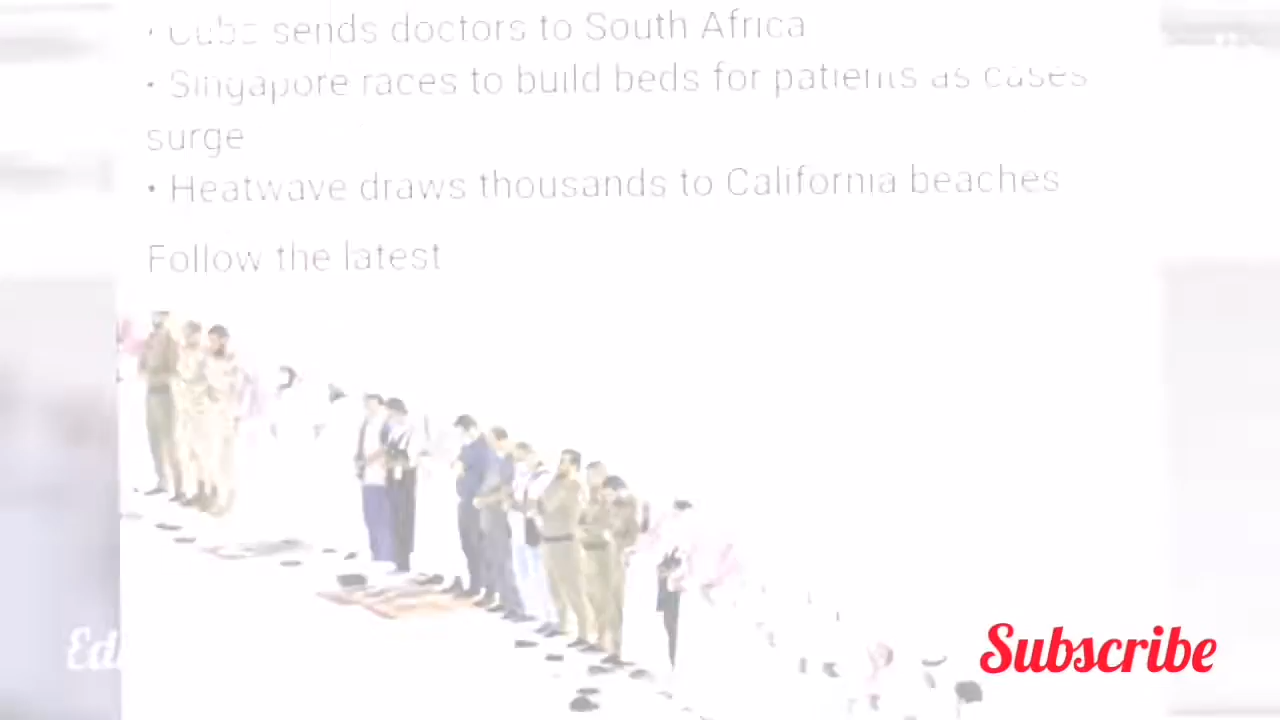 • Cuba sends doctors to South Africa
• Singapore races to build beds for patients as cases
surge
• Heatwave draws thousands to California beaches
Follow the latest
Subscribe